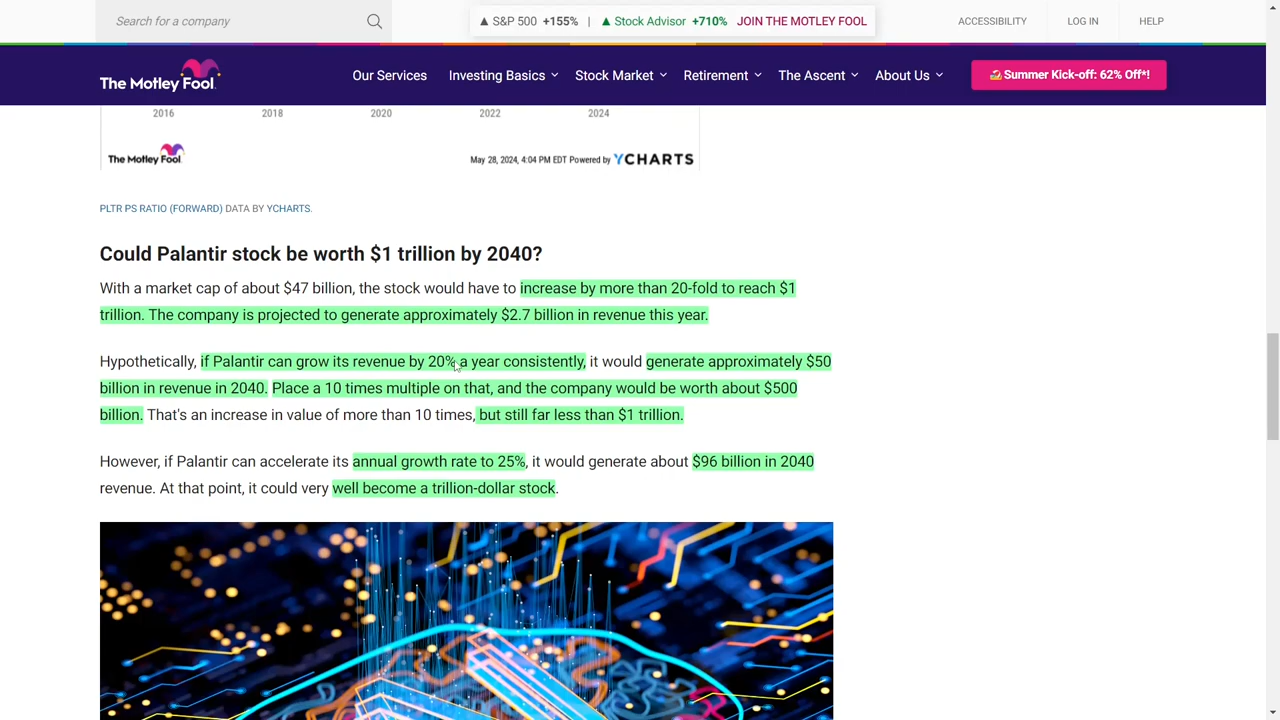 Search for a company
▲ S&P 500 +155% | ▲ Stock Advisor +710% JOIN THE MOTLEY FOOL
ACCESSIBILITY LOG IN HELP
The Motley Fool
Our Services Investing Basics Stock Market Retirement The Ascent About Us
🏖️Summer Kick-off: 62% Off*!
2016 2018 2020 2022 2024
The Motley Fool
May 28, 2024, 4:04 PM EDT Powered by YCHARTS
PLTR PS RATIO (FORWARD) DATA BY YCHARTS.
Could Palantir stock be worth $1 trillion by 2040?
With a market cap of about $47 billion, the stock would have to increase by more than 20-fold to reach $1
trillion. The company is projected to generate approximately $2.7 billion in revenue this year.
Hypothetically, if Palantir can grow its revenue by 20% a year consistently, it would generate approximately $50
billion in revenue in 2040. Place a 10 times multiple on that, and the company would be worth about $500
billion. That's an increase in value of more than 10 times, but still far less than $1 trillion.
However, if Palantir can accelerate its annual growth rate to 25%, it would generate about $96 billion in 2040
revenue. At that point, it could very well become a trillion-dollar stock.